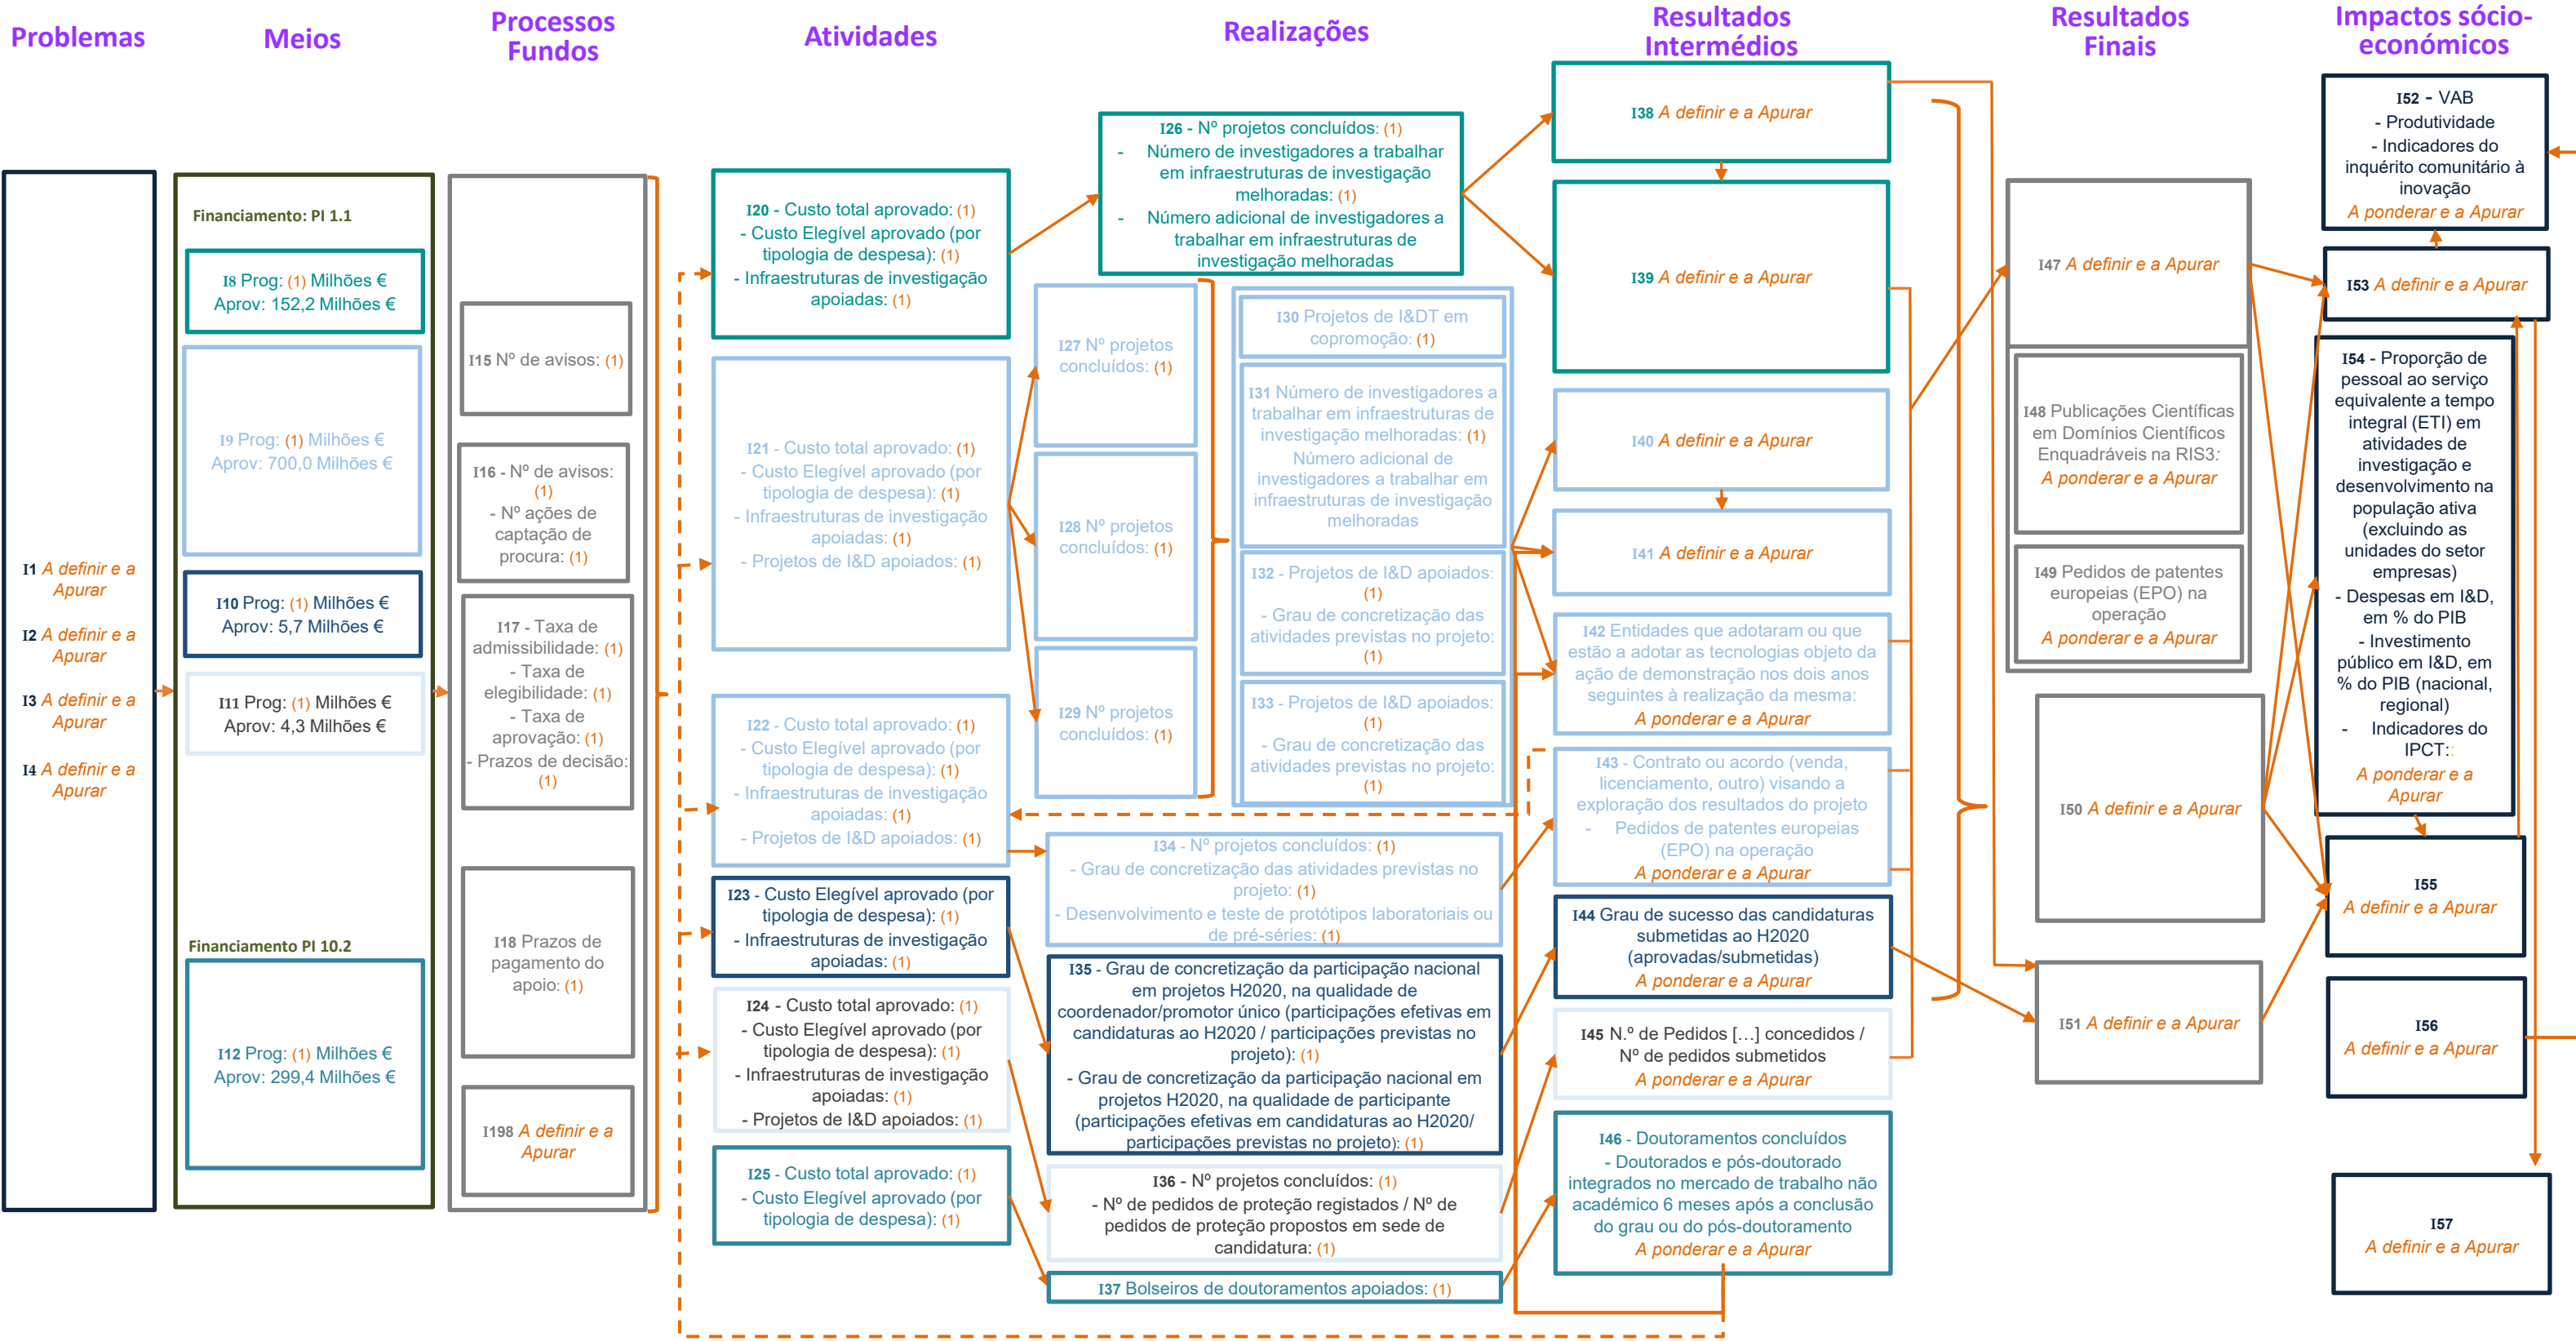 Problemas
Meios
Processos
Fundos
Atividades
Realizações
Resultados
Intermédios
Resultados
Finais
Impactos sócio-
económicos
I1 A definir e a
Apurar
I2 A definir e a
Apurar
I3 A definir e a
Apurar
I4 A definir e a
Apurar
Financiamento: PI 1.1
I8 Prog: (1) Milhões €
Aprov: 152,2 Milhões €
I9 Prog: (1) Milhões €
Aprov: 700,0 Milhões €
I10 Prog: (1) Milhões €
Aprov: 5,7 Milhões €
I11 Prog: (1) Milhões €
Aprov: 4,3 Milhões €
Financiamento PI 10.2
I12 Prog: (1) Milhões €
Aprov: 299,4 Milhões €
I15 Nº de avisos: (1)
I16 - Nº de avisos:
(1)
- Nº ações de
captação de
procura: (1)
I17 - Taxa de
admissibilidade: (1)
- Taxa de
elegibilidade: (1)
- Taxa de
aprovação: (1)
- Prazos de decisão:
(1)
I18 Prazos de
pagamento do
apoio: (1)
I198 A definir e a
Apurar
I20 - Custo total aprovado: (1)
- Custo Elegível aprovado (por
tipologia de despesa): (1)
- Infraestruturas de investigação
apoiadas: (1)
I21 - Custo total aprovado: (1)
- Custo Elegível aprovado (por
tipologia de despesa): (1)
- Infraestruturas de investigação
apoiadas: (1)
- Projetos de I&D apoiados: (1)
I22 - Custo total aprovado: (1)
- Custo Elegível aprovado (por
tipologia de despesa): (1)
- Infraestruturas de investigação
apoiadas: (1)
- Projetos de I&D apoiados: (1)
I23 - Custo Elegível aprovado (por
tipologia de despesa): (1)
- Infraestruturas de investigação
apoiadas: (1)
I24 - Custo total aprovado: (1)
- Custo Elegível aprovado (por
tipologia de despesa): (1)
- Infraestruturas de investigação
apoiadas: (1)
- Projetos de I&D apoiados: (1)
I25 - Custo total aprovado: (1)
- Custo Elegível aprovado (por
tipologia de despesa): (1)
I26 - Nº projetos concluídos: (1)
- Número de investigadores a trabalhar
em infraestruturas de investigação
melhoradas: (1)
- Número adicional de investigadores a
trabalhar em infraestruturas de
investigação melhoradas
I27 Nº projetos
concluídos: (1)
I28 Nº projetos
concluídos: (1)
I29 Nº projetos
concluídos: (1)
I30 Projetos de I&DT em
copromoção: (1)
I31 Número de investigadores a
trabalhar em infraestruturas de
investigação melhoradas: (1)
Número adicional de
investigadores a trabalhar em
infraestruturas de investigação
melhoradas
I32 - Projetos de I&D apoiados:
(1)
- Grau de concretização das
atividades previstas no projeto:
(1)
I33 - Projetos de I&D apoiados:
(1)
- Grau de concretização das
atividades previstas no projeto:
(1)
I34 - Nº projetos concluídos: (1)
- Grau de concretização das atividades previstas no
projeto: (1)
- Desenvolvimento e teste de protótipos laboratoriais ou
de pré-séries: (1)
I35 - Grau de concretização da participação nacional
em projetos H2020, na qualidade de
coordenador/promotor único (participações efetivas em
candidaturas ao H2020 / participações previstas no
projeto): (1)
- Grau de concretização da participação nacional em
projetos H2020, na qualidade de participante
(participações efetivas em candidaturas ao H2020/
participações previstas no projeto): (1)
I36 - Nº projetos concluídos: (1)
- Nº de pedidos de proteção registados / Nº de
pedidos de proteção propostos em sede de
candidatura: (1)
I37 Bolseiros de doutoramentos apoiados: (1)
I38 A definir e a Apurar
I39 A definir e a Apurar
I40 A definir e a Apurar
I41 A definir e a Apurar
I42 Entidades que adotaram ou que
estão a adotar as tecnologias objeto da
ação de demonstração nos dois anos
seguintes à realização da mesma:
A ponderar e a Apurar
I43 - Contrato ou acordo (venda,
licenciamento, outro) visando a
exploração dos resultados do projeto
- Pedidos de patentes europeias
(EPO) na operação
A ponderar e a Apurar
I44 Grau de sucesso das candidaturas
submetidas ao H2020
(aprovadas/submetidas)
A ponderar e a Apurar
I45 N.º de Pedidos [...] concedidos /
Nº de pedidos submetidos
A ponderar e a Apurar
I46 - Doutoramentos concluídos
- Doutorados e pós-doutorado
integrados no mercado de trabalho não
académico 6 meses após a conclusão
do grau ou do pós-doutoramento
A ponderar e a Apurar
I47 A definir e a Apurar
I48 Publicações Científicas
em Domínios Científicos
Enquadráveis na RIS3:
A ponderar e a Apurar
I49 Pedidos de patentes
europeias (EPO) na
operação
A ponderar e a Apurar
I50 A definir e a Apurar
I51 A definir e a Apurar
I52 - VAB
- Produtividade
- Indicadores do
inquérito comunitário à
inovação
A ponderar e a Apurar
I53 A definir e a Apurar
I54 - Proporção de
pessoal ao serviço
equivalente a tempo
integral (ETI) em
atividades de
investigação e
desenvolvimento na
população ativa
(excluindo as
unidades do setor
empresas)
- Despesas em I&D,
em % do PIB
- Investimento
público em I&D, em
% do PIB (nacional,
regional)
- Indicadores do
IPCT::
A ponderar e a
Apurar
I55
A definir e a Apurar
I56
A definir e a Apurar
I57
A definir e a Apurar